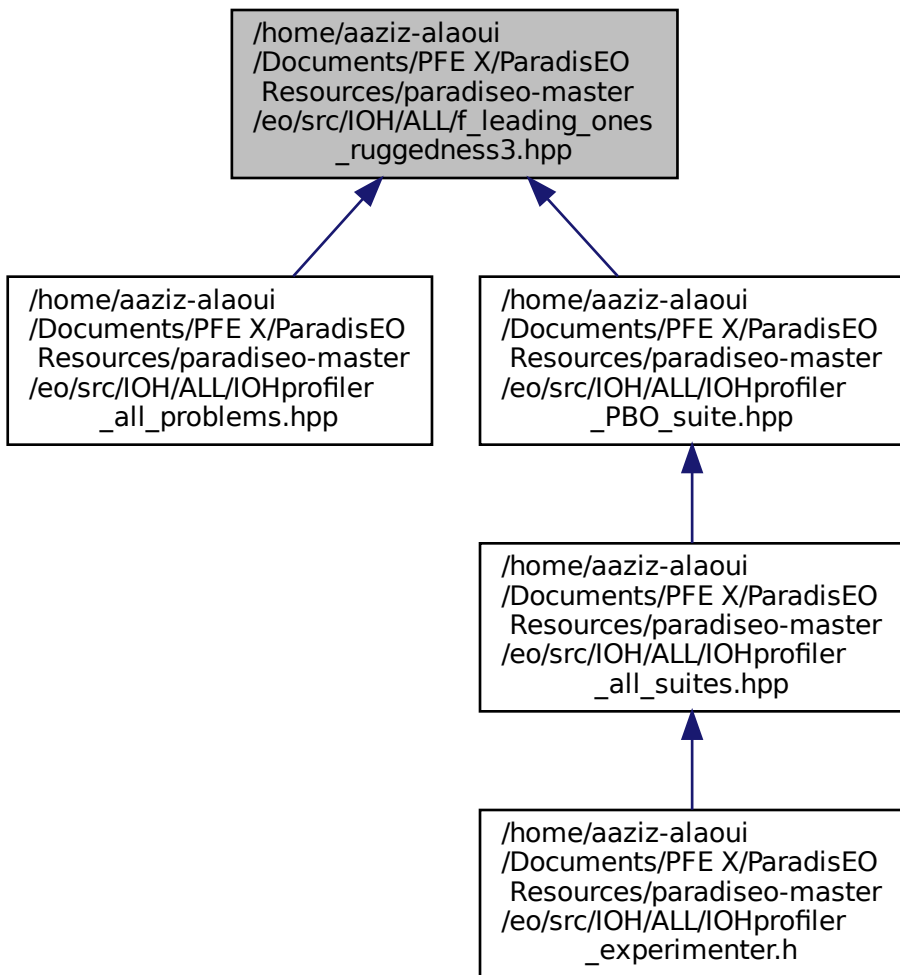 /home/aaziz-alaoui
/Documents/PFE X/ParadisEO
Resources/paradiseo-master
/eo/src/IOH/ALL/f_leading_ones
_ruggedness3.hpp
/home/aaziz-alaoui
/Documents/PFE X/ParadisEO
Resources/paradiseo-master
/eo/src/IOH/ALL/IOHprofiler
_all_problems.hpp
/home/aaziz-alaoui
/Documents/PFE X/ParadisEO
Resources/paradiseo-master
/eo/src/IOH/ALL/IOHprofiler
_PBO_suite.hpp
/home/aaziz-alaoui
/Documents/PFE X/ParadisEO
Resources/paradiseo-master
/eo/src/IOH/ALL/IOHprofiler
_all_suites.hpp
/home/aaziz-alaoui
/Documents/PFE X/ParadisEO
Resources/paradiseo-master
/eo/src/IOH/ALL/IOHprofiler
_experimenter.h